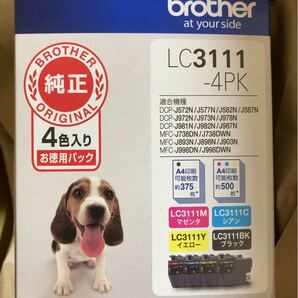 brother
at your side
LC3111
-4PK
BROTHER
純正
ORIGINAL
4色入り
お徳用パック
適合機種
DCP-J572N/J577N/J582N/J587N
DCP-J972N/J973N/J978N
DCP-J981N/J982N/J987N
MFC-J738DN/J738DWN
MFC-J893N/J898N/J903N
MFC-J998DN/J998DWN
A4印刷
可能枚数
約375
枚
A4印刷
可能枚数
約500
枚
LC3111M
マゼンタ
LC3111C
シアン
LC3111Y
イエロー
LC3111BK
ブラック